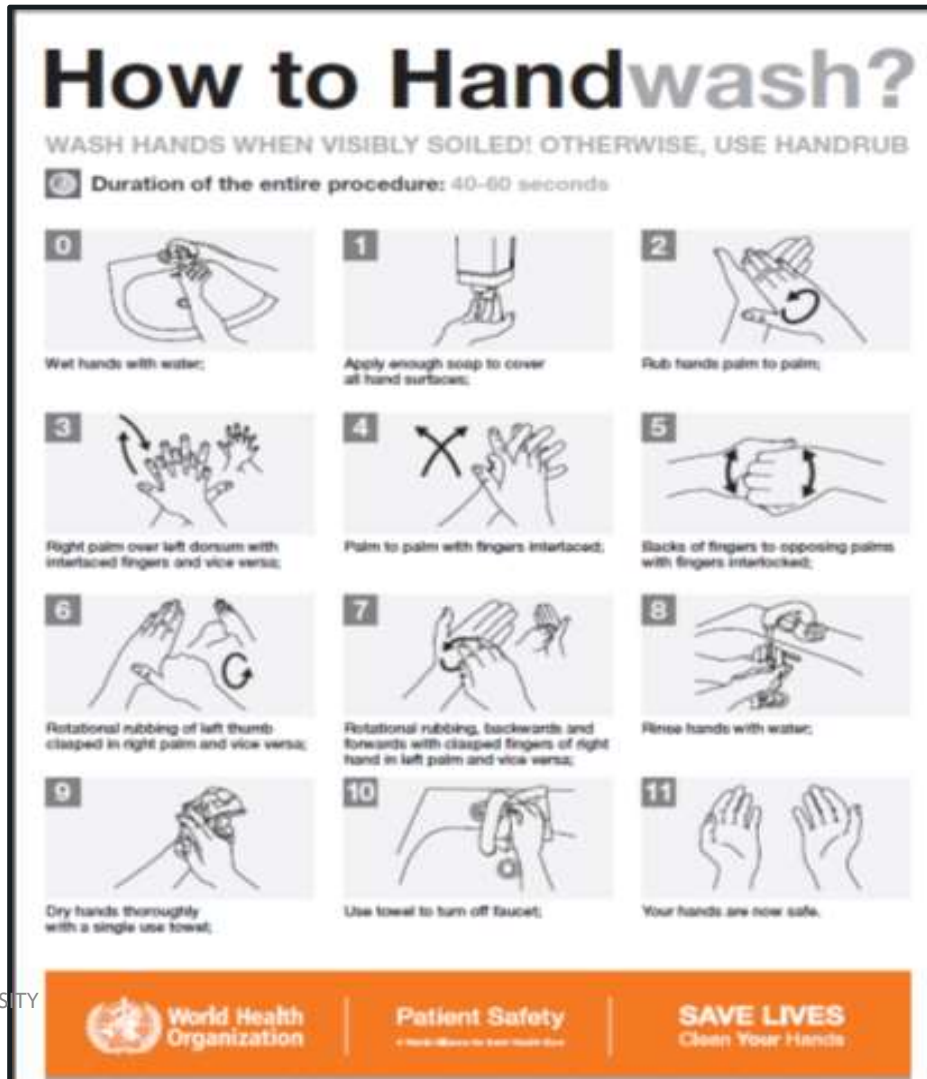 How to Handwash?
WASH HANDS WHEN VISIBLY SOILED! OTHERWISE, USE HANDRUB
Duration of the entire procedure: 40-60 seconds
0
Wet hands with water;
1
Apply enough soap to cover
all hand surfaces;
2
Rub hands palm to palm;
3
Right palm over left dorsum with
interlaced fingers and vice versa;
4
Palm to palm with fingers interlaced;
5
Backs of fingers to opposing palms
with fingers interlocked;
6
Rotational rubbing of left thumb
clasped in right palm and vice versa;
7
Rotational rubbing, backwards and
forwards with clasped fingers of right
hand in left palm and vice versa;
8
Rinse hands with water;
9
Dry hands thoroughly
with a single use towel;
10
Use towel to turn off faucet;
11
Your hands are now safe.
SITY
World Health
Organization
Patient Safety
A World Alliance for Safer Health Care
SAVE LIVES
Clean Your Hands